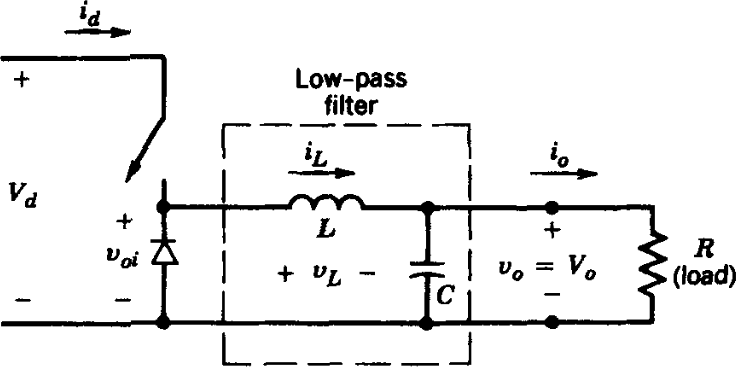 i_d
+
Low-pass
filter
i_L
i_o
V_d
+
L
+
R
v_oi
+ v_L −
C
v_o = V_o
(load)
−
−
−